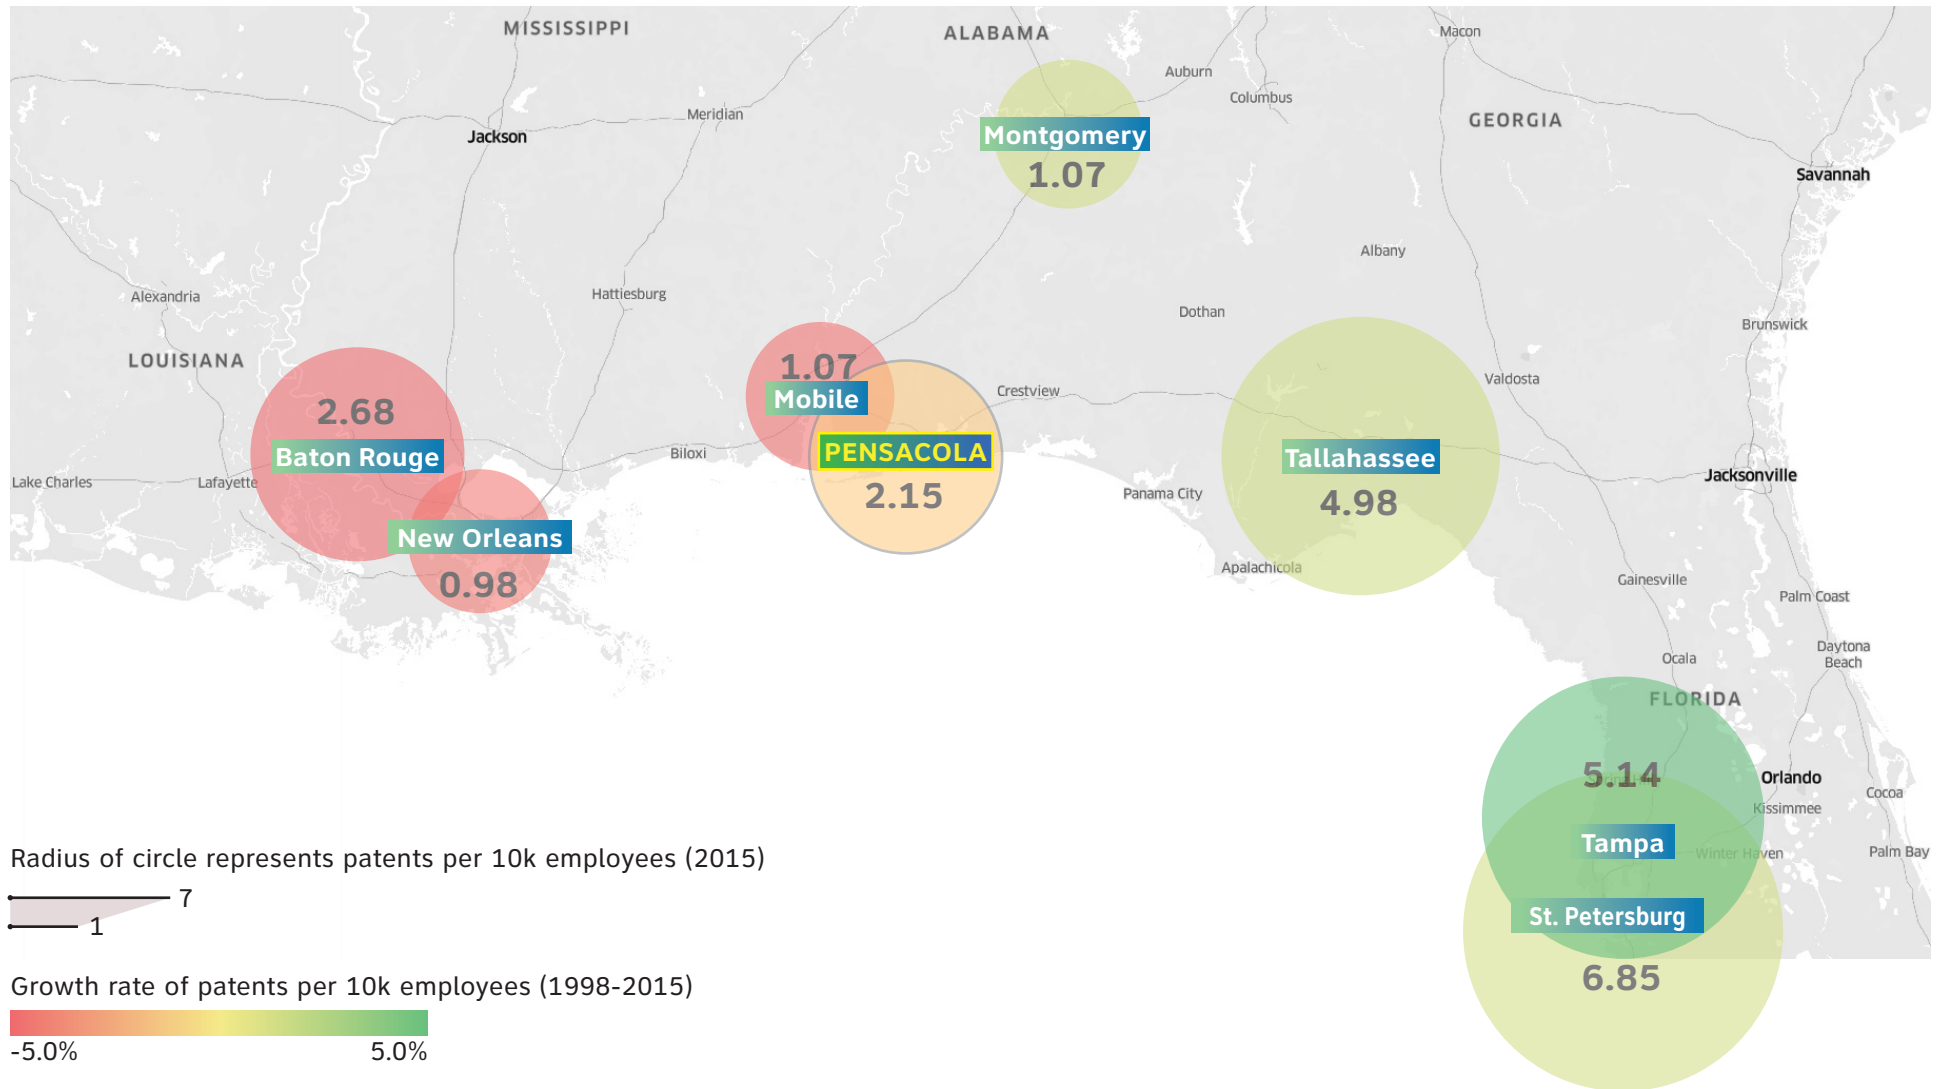 MISSISSIPPI
ALABAMA
Macon
Auburn
Columbus
Meridian
GEORGIA
Jackson
Montgomery
1.07
Savannah
Albany
Alexandria
Hattiesburg
Dothan
Brunswick
LOUISIANA
1.07
Mobile
Crestview
Valdosta
2.68
Baton Rouge
Biloxi
PENSACOLA
2.15
Tallahassee
4.98
Jacksonville
Lake Charles
Lafayette
Panama City
New Orleans
0.98
Apalachicola
Gainesville
Palm Coast
Daytona
Beach
Ocala
FLORIDA
5.14
Orlando
Kissimmee
Cocoa
Tampa
Winter Haven
Palm Bay
St. Petersburg
6.85
Radius of circle represents patents per 10k employees (2015)
7
1
Growth rate of patents per 10k employees (1998-2015)
-5.0%
5.0%